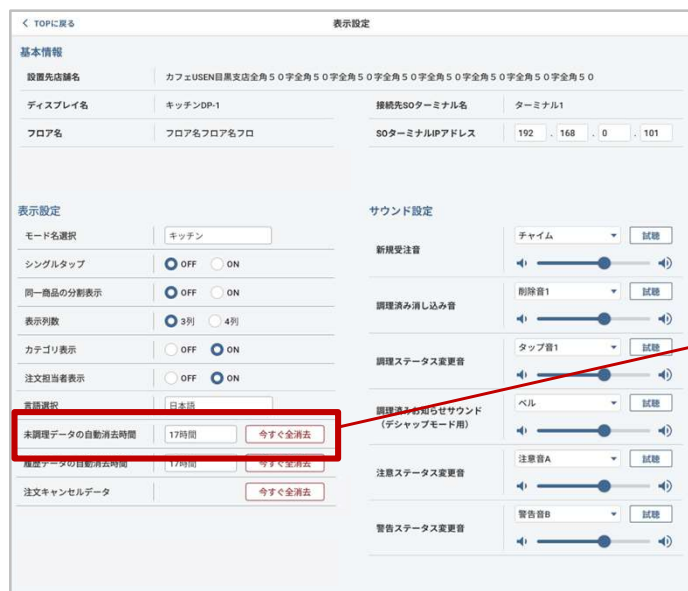 く TOPに戻る
表示設定
基本情報
設置先店舗名 カフェUSEN目黒支店全角５０字全角５０字全角５０字全角５０字全角５０字全角５０字全角５０字全角５０
ディスプレイ名 キッチンDP-1 接続先SOターミナル名 ターミナル1
フロア名 フロア名フロア名フロ SOターミナルIPアドレス 192 . 168 . 0 . 101
表示設定
モード名選択 キッチン
シングルタップ OFF ON
同一商品の分割表示 OFF ON
表示列数 3列 4列
カテゴリ表示 OFF ON
注文担当者表示 OFF ON
言語選択 日本語
未調理データの自動消去時間 17時間 今すぐ全消去
履歴データの自動消去時間 17時間 今すぐ全消去
注文キャンセルデータ 今すぐ全消去
サウンド設定
新規受注音 チャイム 試聴
調理済み消し込み音 削除音1 試聴
調理ステータス変更音 タップ音1 試聴
調理済みお知らせサウンド
（デシャップモード用） ベル 試聴
注意ステータス変更音 注意音A 試聴
警告ステータス変更音 警告音B 試聴